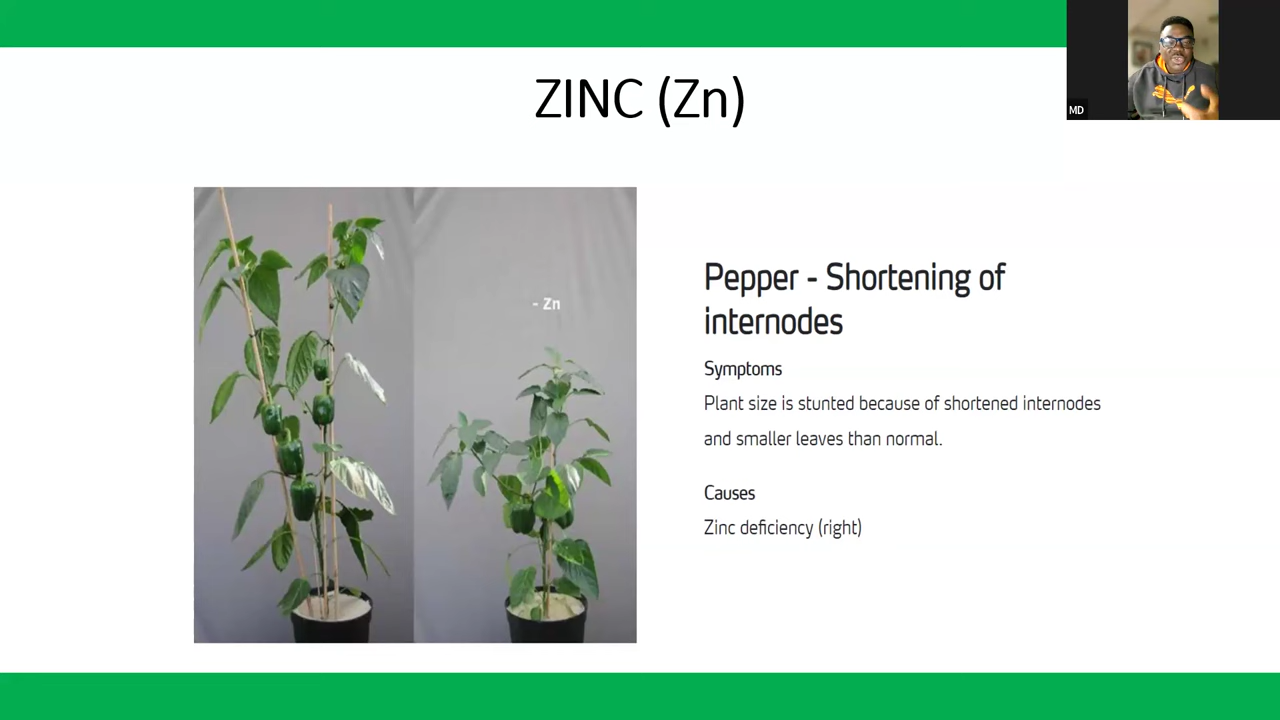 MD
ZINC (Zn)
- Zn
Pepper - Shortening of
internodes
Symptoms
Plant size is stunted because of shortened internodes
and smaller leaves than normal.
Causes
Zinc deficiency (right)